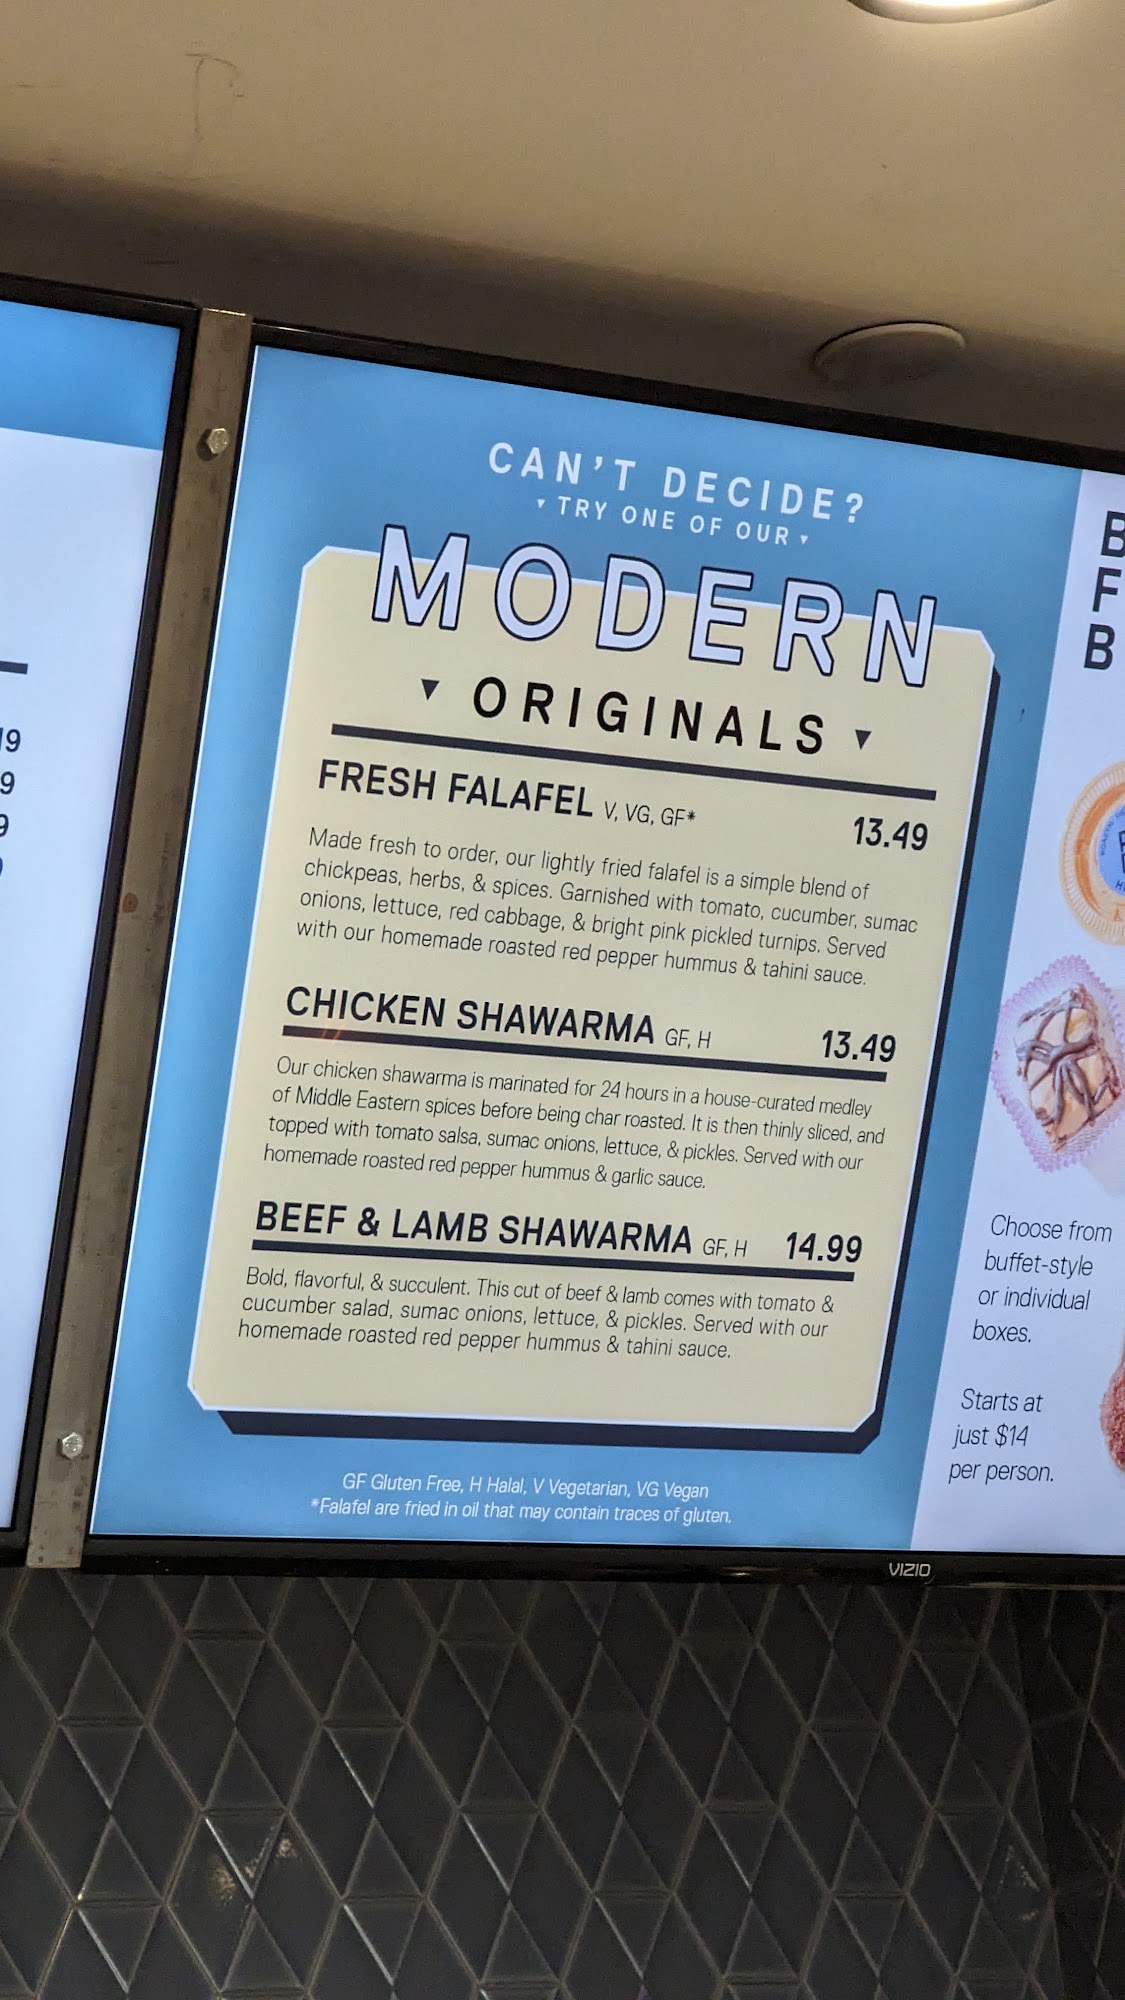 CAN'T DECIDE?
TRY ONE OF OUR
MODERN
ORIGINALS
FRESH FALAFEL V, VG, GF* 13.49
Made fresh to order, our lightly fried falafel is a simple blend of
chickpeas, herbs, & spices. Garnished with tomato, cucumber, sumac
onions, lettuce, red cabbage, & bright pink pickled turnips. Served
with our homemade roasted red pepper hummus & tahini sauce.
CHICKEN SHAWARMA GF, H 13.49
Our chicken shawarma is marinated for 24 hours in a house-curated medley
of Middle Eastern spices before being char roasted. It is then thinly sliced, and
topped with tomato salsa, sumac onions, lettuce, & pickles. Served with our
homemade roasted red pepper hummus & garlic sauce.
BEEF & LAMB SHAWARMA GF, H 14.99
Bold, flavorful, & succulent. This cut of beef & lamb comes with tomato &
cucumber salad, sumac onions, lettuce, & pickles. Served with our
homemade roasted red pepper hummus & tahini sauce.
GF Gluten Free, H Halal, V Vegetarian, VG Vegan
*Falafel are fried in oil that may contain traces of gluten.
Choose from
buffet-style
or individual
boxes.
Starts at
just $14
per person.
VIZIO